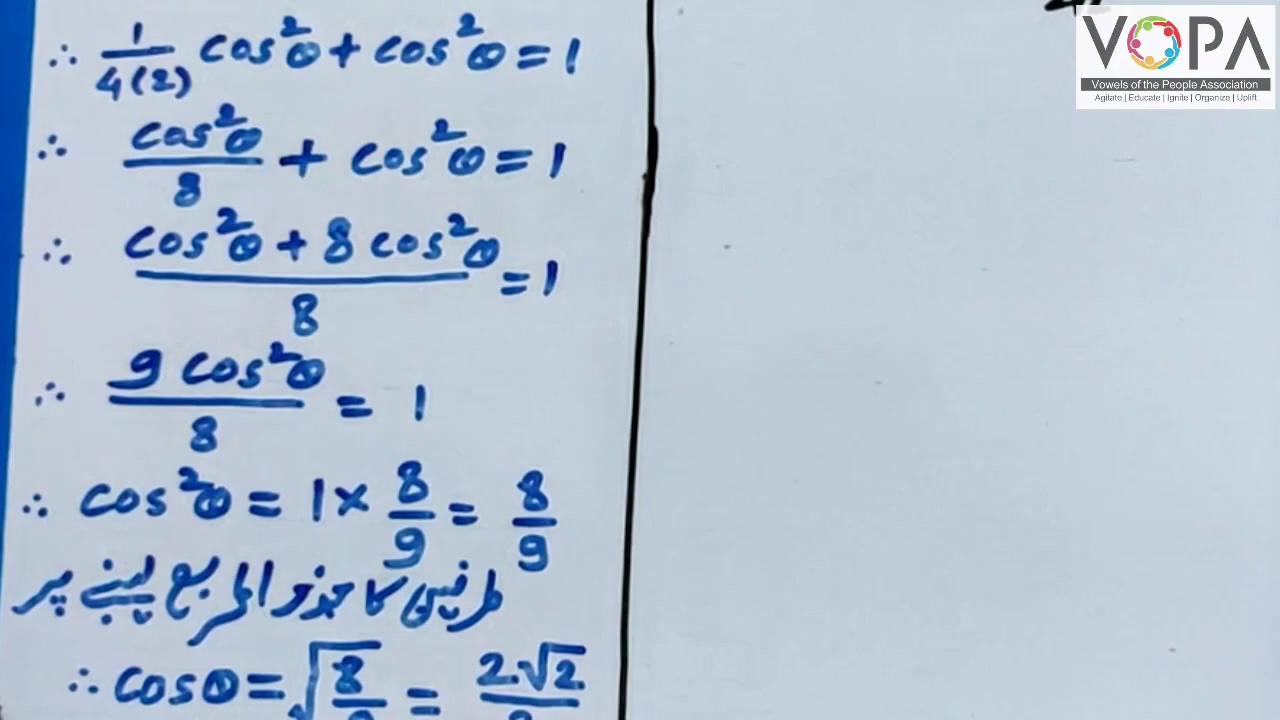 ∴ 1/4(2) cos²θ + cos²θ = 1
∴ cos²θ/8 + cos²θ = 1
∴ cos²θ + 8 cos²θ/8 = 1
∴ 9 cos²θ/8 = 1
∴ cos²θ = 1 × 8/9 = 8/9
طرفین کا جذر المربع لینے پر
∴ cosθ = √8/ = 2.√2/
VOPA
Vowels of the People Association
Agitate | Educate | Ignite | Organize | Uplift